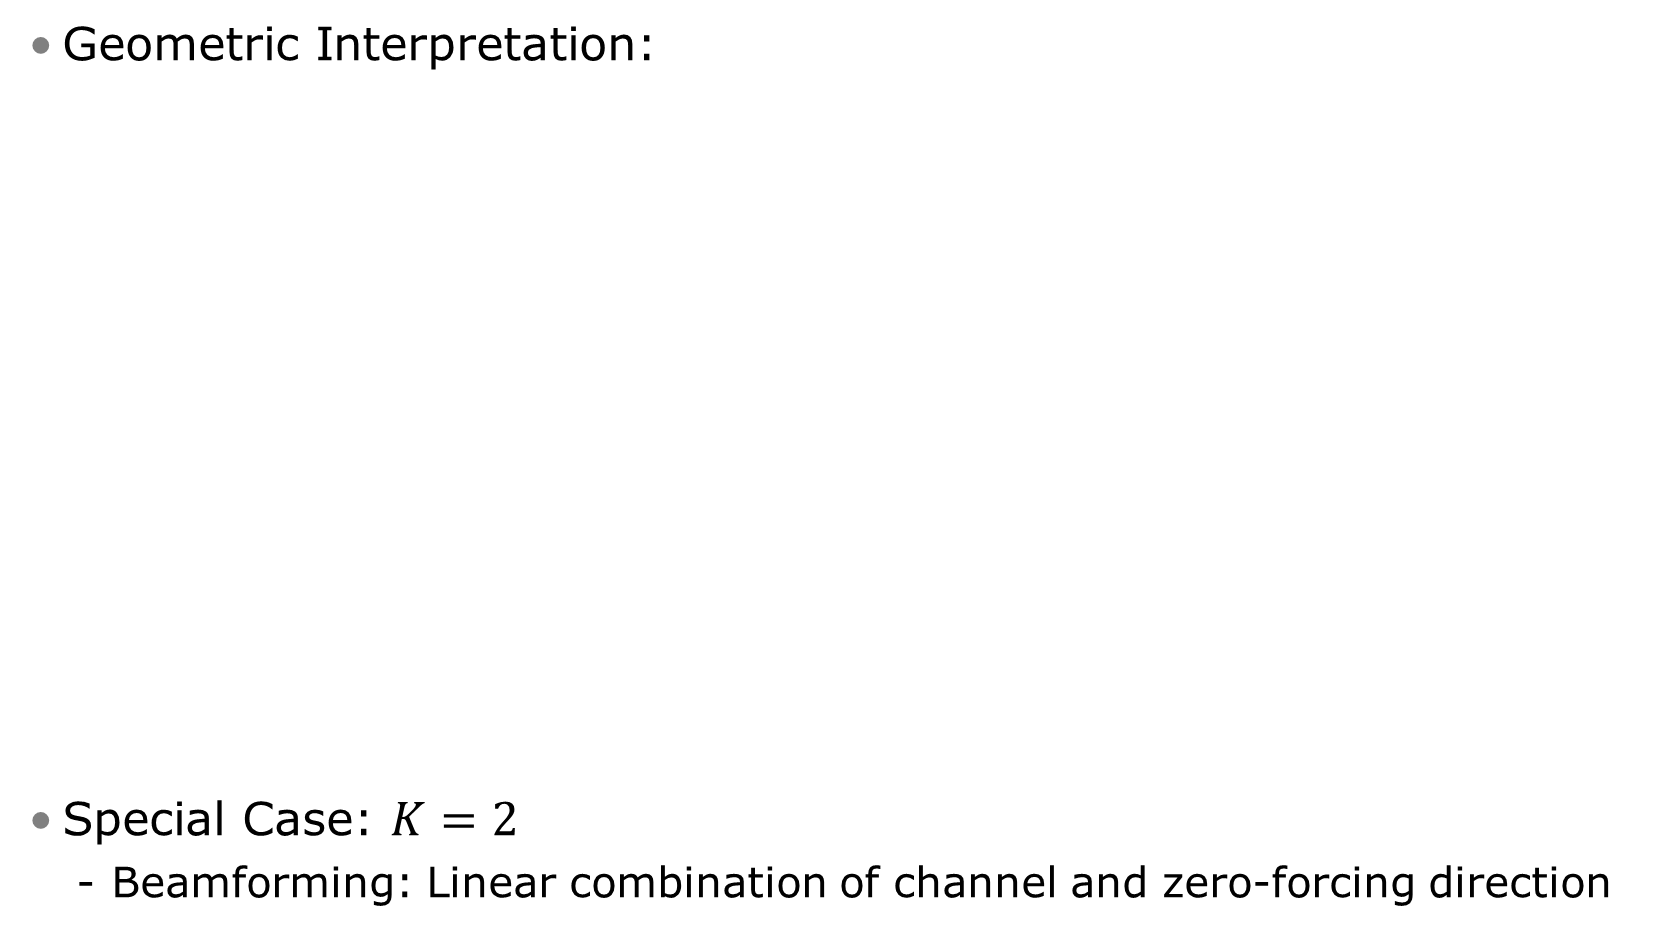 • Geometric Interpretation:
• Special Case: K = 2
- Beamforming: Linear combination of channel and zero-forcing direction